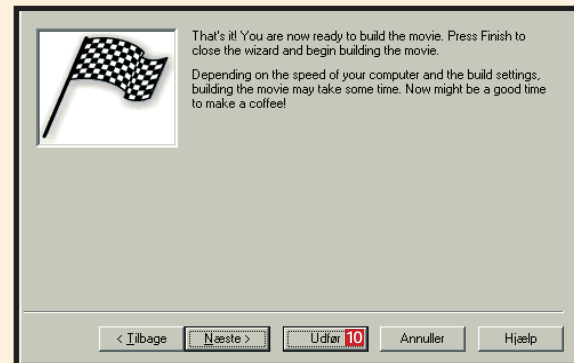 That's it! You are now ready to build the movie. Press Finish to
close the wizard and begin building the movie.
Depending on the speed of your computer and the build settings,
building the movie may take some time. Now might be a good time
to make a coffee!
< Tilbage Næste > Udfør 10 Annuller Hjælp